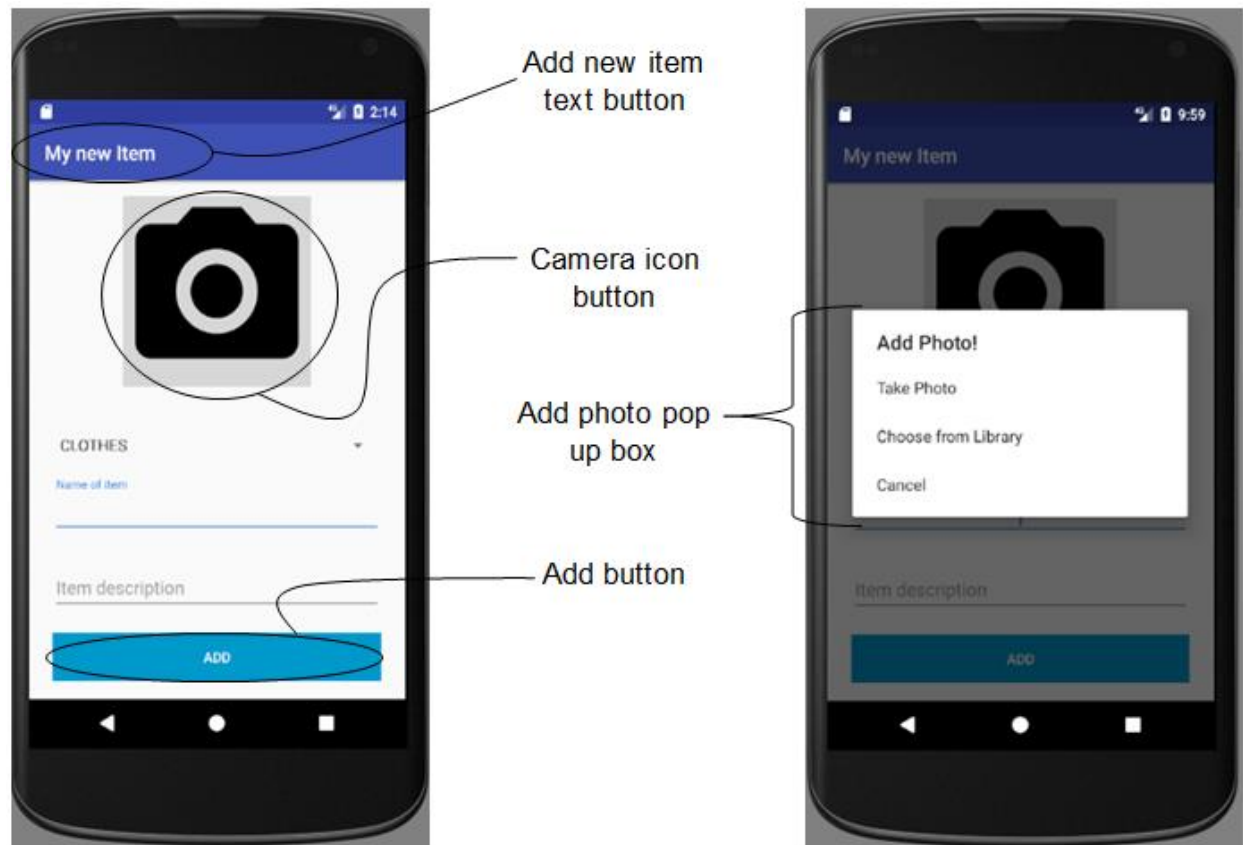 Add new item
text button
2:14
My new Item
Camera icon
button
CLOTHES
Name of item
Item description
Add button
ADD
9:59
My new Item
Add photo pop
up box
Add Photo!
Take Photo
Choose from Library
Cancel
Item description
ADD